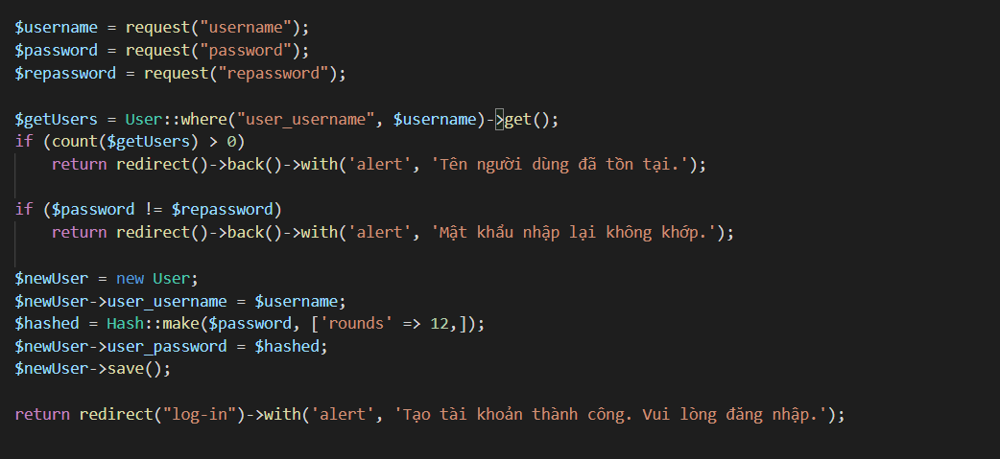 $username = request("username");
$password = request("password");
$repassword = request("repassword");
$getUsers = User::where("user_username", $username)->get();
if (count($getUsers) > 0)
return redirect()->back()->with('alert', 'Tên người dùng đã tồn tại.');
if ($password != $repassword)
return redirect()->back()->with('alert', 'Mật khẩu nhập lại không khớp.');
$newUser = new User;
$newUser->user_username = $username;
$hashed = Hash::make($password, ['rounds' => 12,]);
$newUser->user_password = $hashed;
$newUser->save();
return redirect("log-in")->with('alert', 'Tạo tài khoản thành công. Vui lòng đăng nhập.');